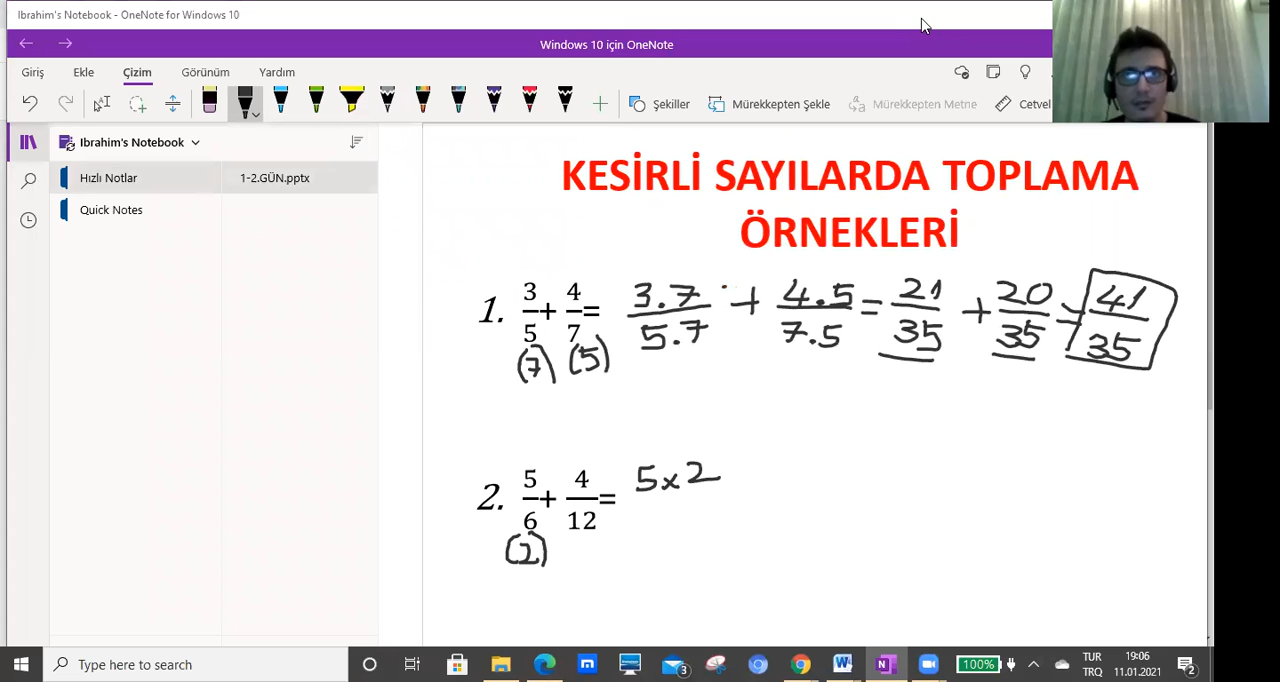 Ibrahim's Notebook - OneNote for Windows 10
Windows 10 için OneNote
Giriş Ekle Çizim Görünüm Yardım
Şekiller Mürekkepten Şekle Mürekkepten Metne Cetvel
Ibrahim's Notebook
Hızlı Notlar 1-2.GÜN.pptx
Quick Notes
KESİRLİ SAYILARDA TOPLAMA
ÖRNEKLERİ
1. 3/5 + 4/7 = 3.7/5.7 + 4.5/7.5 = 21/35 + 20/35 = 41/35
(7) (5)
2. 5/6 + 4/12 = 5x2
(2)
Type here to search
3
100%
TUR 19:06
TRQ 11.01.2021
2